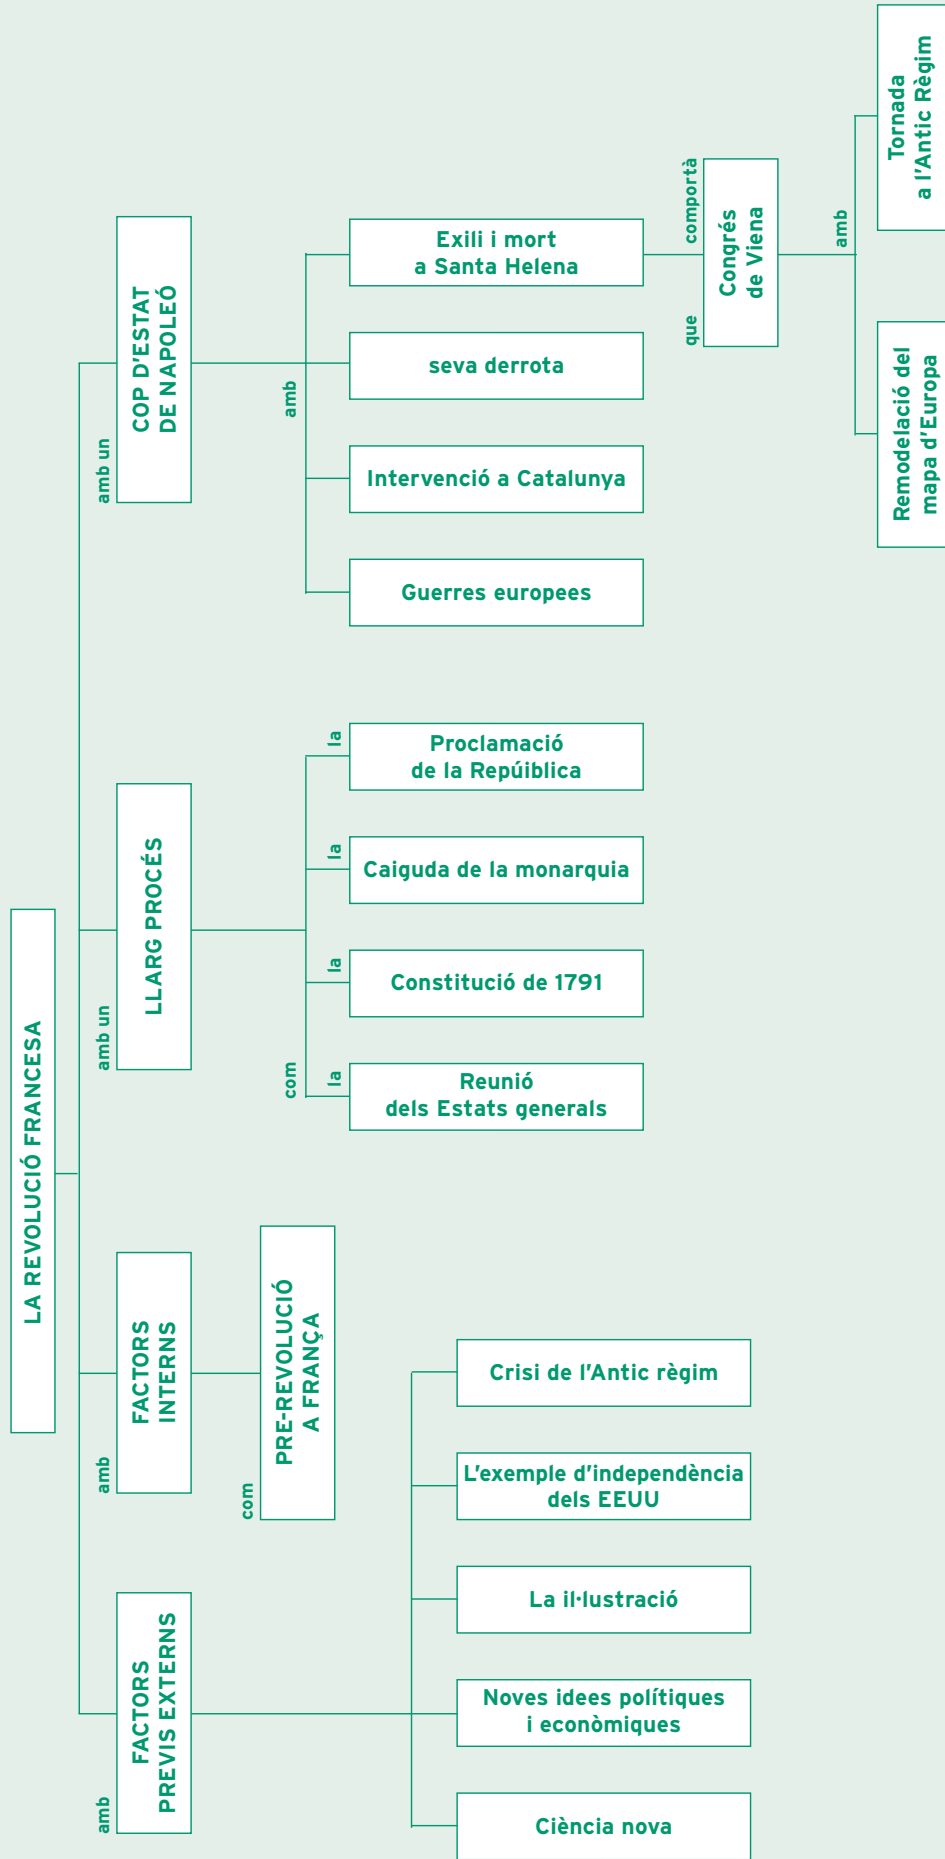 LA REVOLUCIÓ FRANCESA
amb
FACTORS
PREVIS EXTERNS
Ciència nova
Noves idees polítiques
i econòmiques
La il·lustració
L'exemple d'independència
dels EEUU
Crisi de l'Antic règim
amb
FACTORS
INTERNS
com
PRE-REVOLUCIÓ
A FRANÇA
amb un
LLARG PROCÉS
com
la
Reunió
dels Estats generals
la
Constitució de 1791
la
Caiguda de la monarquia
la
Proclamació
de la Repúiblica
amb un
COP D'ESTAT
DE NAPOLEÓ
amb
Guerres europees
Intervenció a Catalunya
seva derrota
Exili i mort
a Santa Helena
que
comportà
Congrés
de Viena
amb
Remodelació del
mapa d'Europa
Tornada
a l'Antic Règim